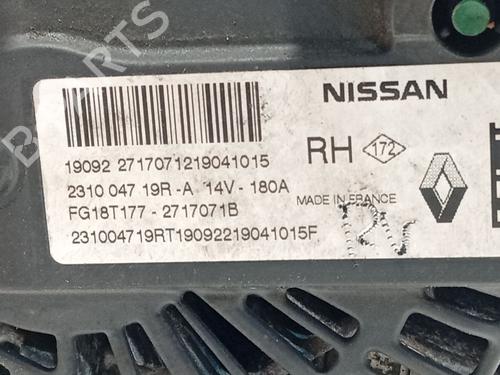 NISSAN
19092 2717071219041015
RH 172
2310 047 19R -A 14V - 180A
FG18T177 - 2717071B
MADE IN FRANCE
231004719RT19092219041015F